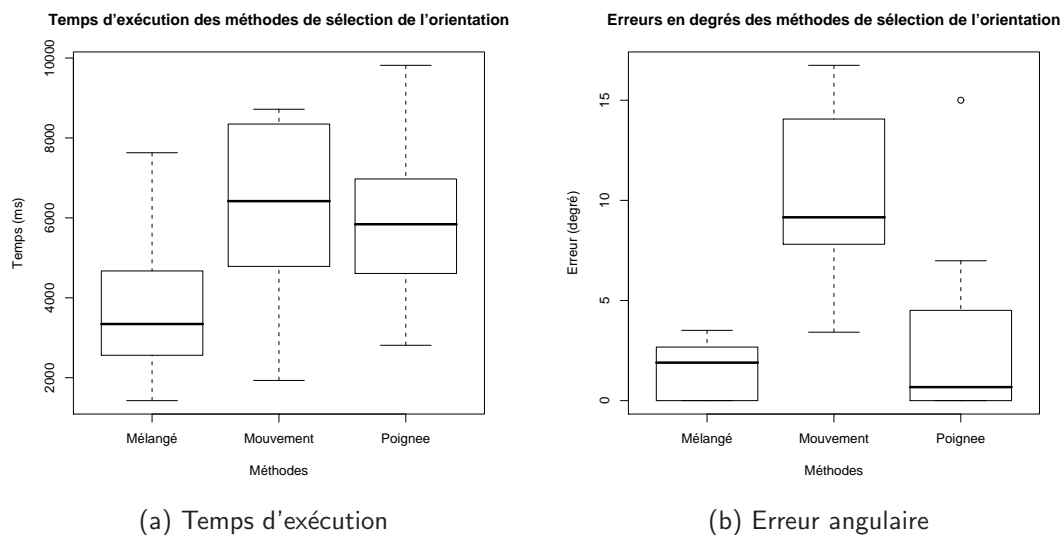 Temps d'exécution des méthodes de sélection de l'orientation
Temps (ms)
10000
8000
6000
4000
2000
Mélangé Mouvement Poignee
Méthodes
(a) Temps d'exécution
Erreurs en degrés des méthodes de sélection de l'orientation
Erreur (degré)
15
10
5
0
Mélangé Mouvement Poignee
Méthodes
(b) Erreur angulaire